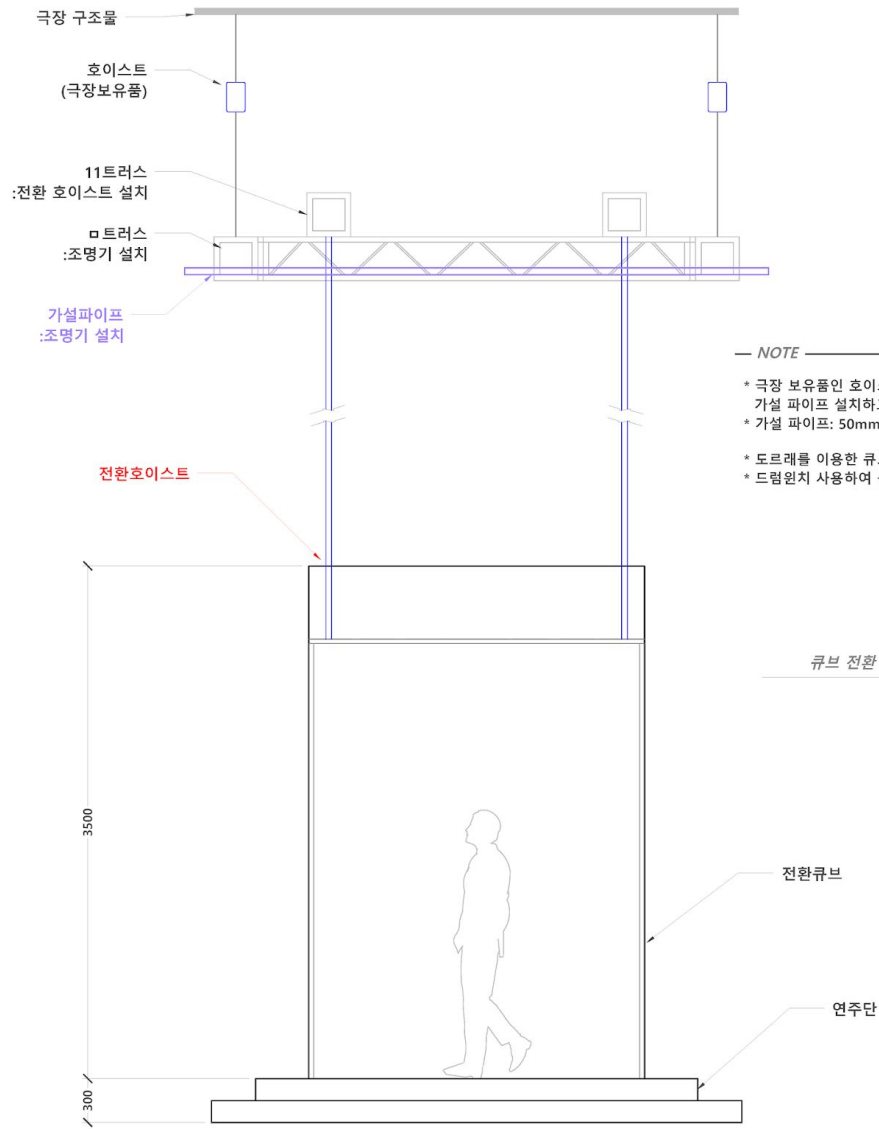 극장 구조물
호이스트
(극장보유품)
11트러스
:전환 호이스트 설치
ㅁ트러스
:조명기 설치
가설파이프
:조명기 설치
NOTE
* 극장 보유품인
가설 파이프 설치하
* 가설 파이프: 50mm
* 도르래를 이용한
* 드럼윈치 사용하여
전환호이스트
큐브 전환
3500
전환큐브
연주단
300